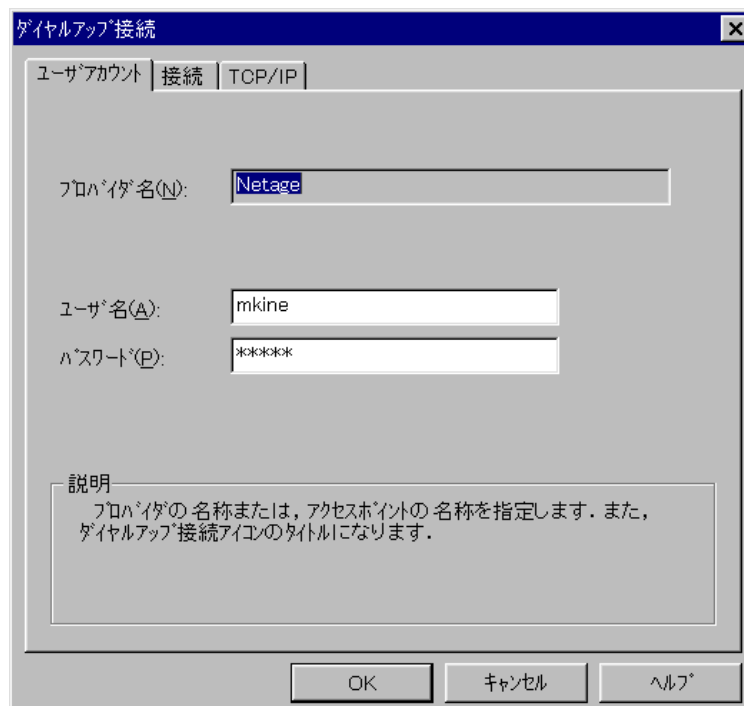 ダイヤルアップ接続
ユーザアカウント 接続 TCP/IP
プロバイダ名(N): Netage
ユーザ名(A): mkine
パスワード(P): *****
説明
プロバイダの名称または,アクセスポイントの名称を指定します.また,
ダイヤルアップ接続アイコンのタイトルになります.
OK キャンセル ヘルプ